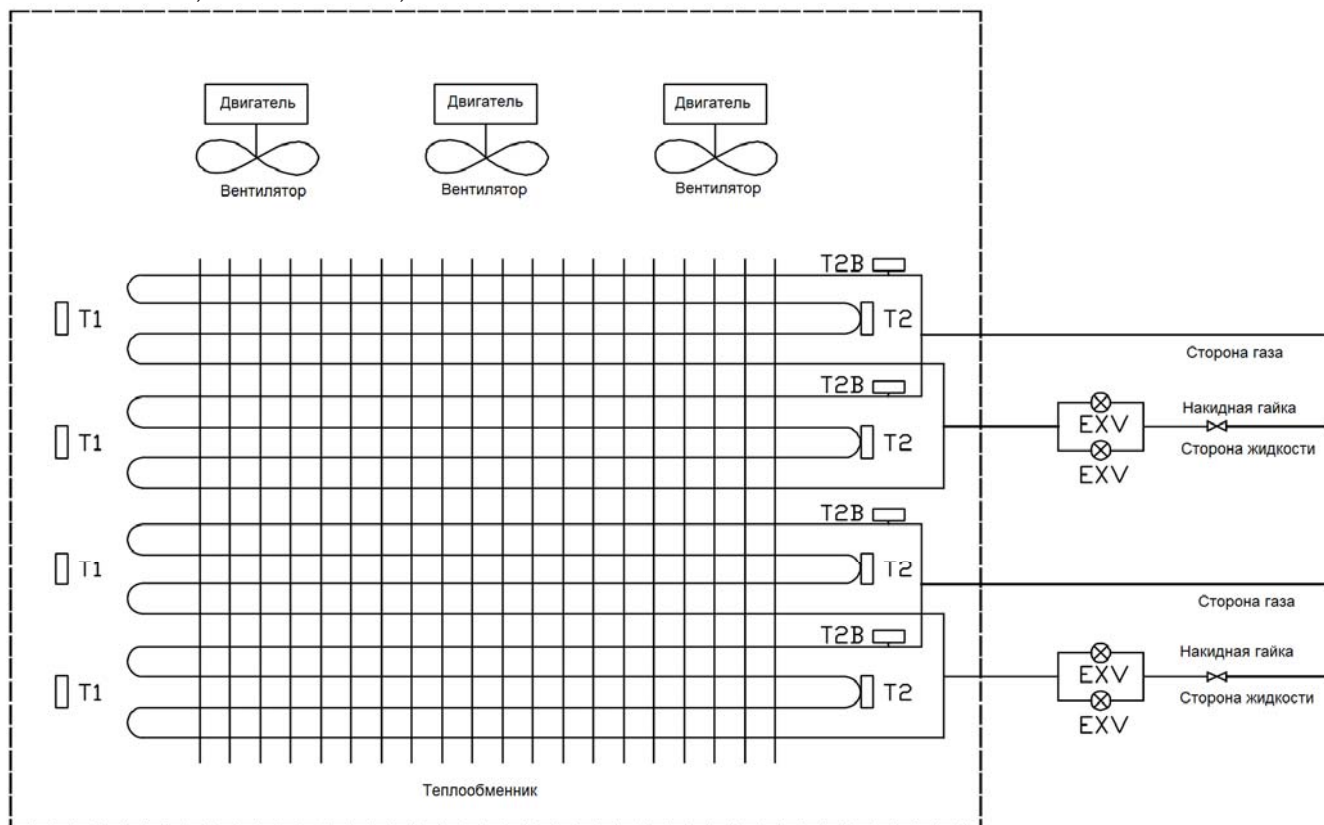 Двигатель
Двигатель
Двигатель
Вентилятор
Вентилятор
Вентилятор
T2B
T1
T2
Сторона газа
T2B
EXV
Накидная гайка
T1
T2
Сторона жидкости
EXV
T2B
T1
T2
Сторона газа
T2B
EXV
Накидная гайка
T1
T2
Сторона жидкости
EXV
Теплообменник